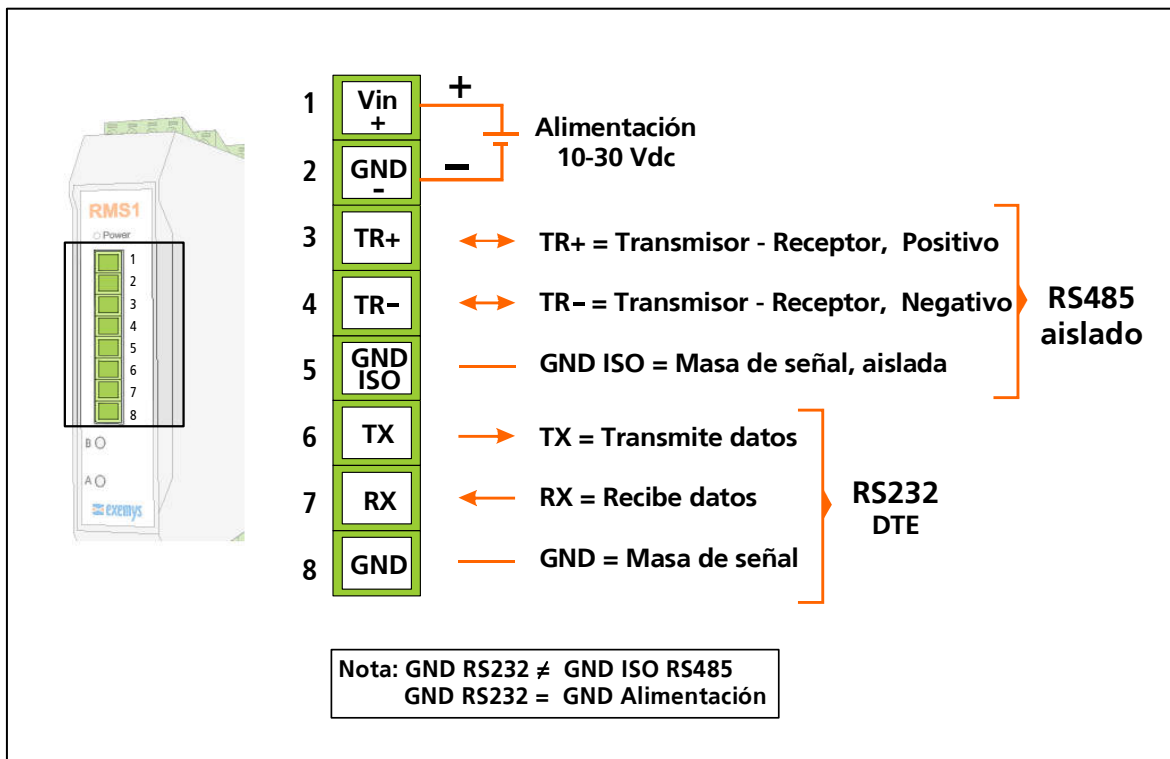 RMS1
Power
1
2
3
4
5
6
7
8
B
A
exemys
1 Vin + +
2 GND - −
Alimentación
10-30 Vdc
3 TR+ TR+ = Transmisor - Receptor, Positivo
4 TR− TR− = Transmisor - Receptor, Negativo
5 GND ISO GND ISO = Masa de señal, aislada
RS485
aislado
6 TX TX = Transmite datos
7 RX RX = Recibe datos
8 GND GND = Masa de señal
RS232
DTE
Nota: GND RS232 ≠ GND ISO RS485
GND RS232 = GND Alimentación